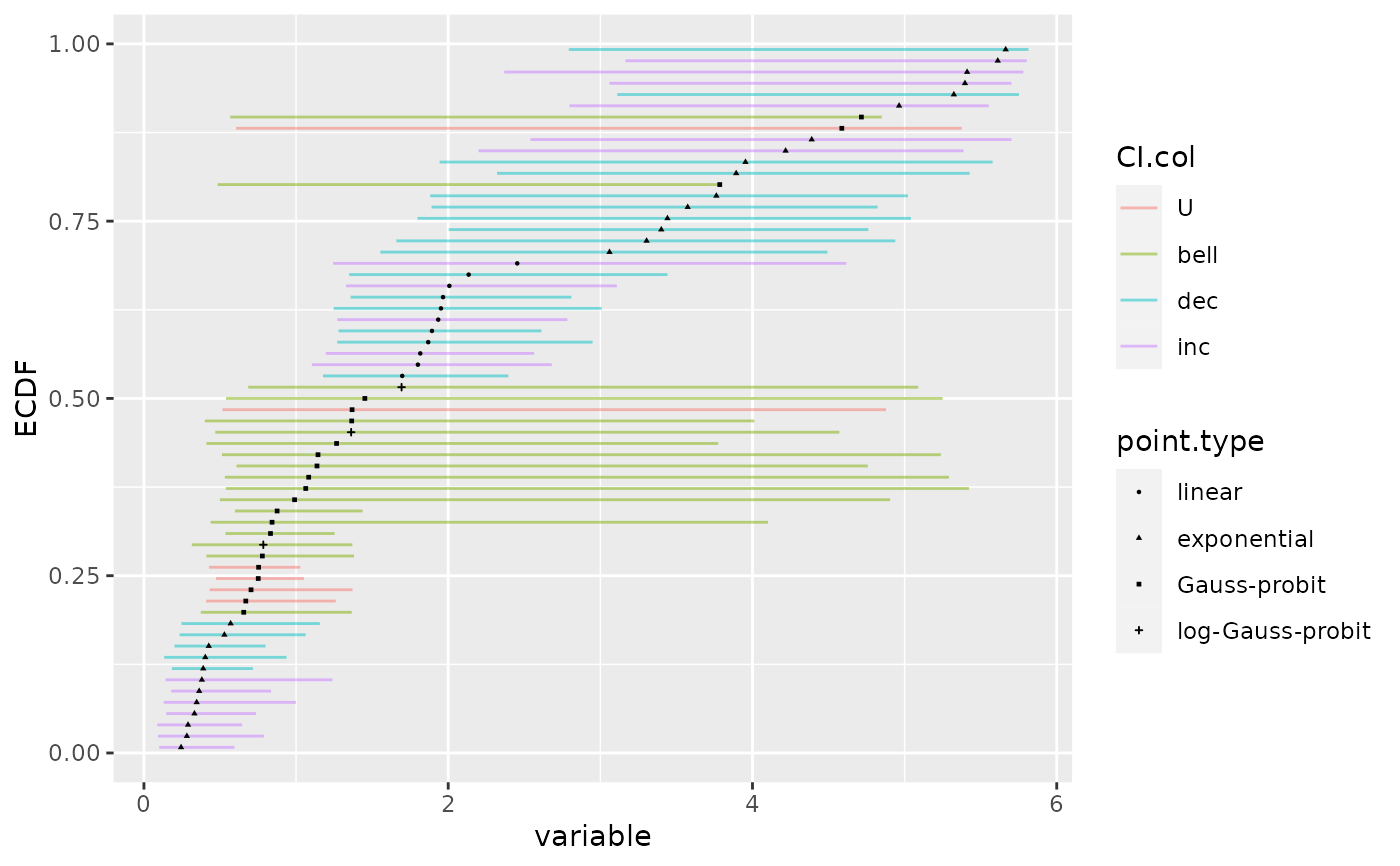 1.00
0.75
0.50
0.25
0.00
ECDF
0 2 4 6
variable
CI.col
U
bell
dec
inc
point.type
linear
exponential
Gauss-probit
log-Gauss-probit